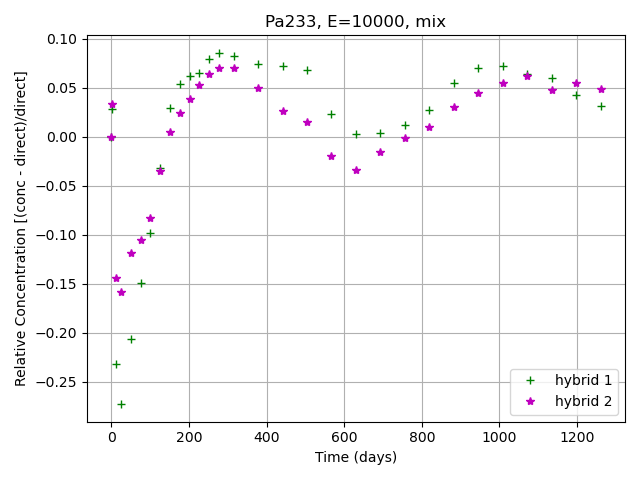 Pa233, E=10000, mix
Relative Concentration [(conc - direct)/direct]
0.10
0.05
0.00
−0.05
−0.10
−0.15
−0.20
−0.25
hybrid 1
hybrid 2
0 200 400 600 800 1000 1200
Time (days)